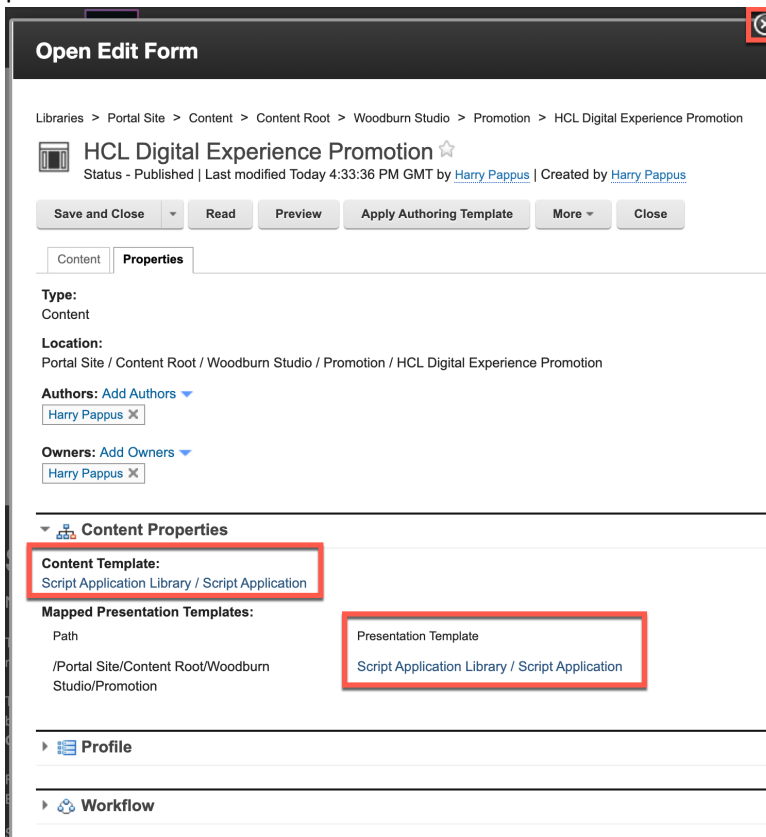 Open Edit Form
Libraries > Portal Site > Content > Content Root > Woodburn Studio > Promotion > HCL Digital Experience Promotion
HCL Digital Experience Promotion
Status - Published | Last modified Today 4:33:36 PM GMT by Harry Pappus | Created by Harry Pappus
Save and Close Read Preview Apply Authoring Template More Close
Content Properties
Type:
Content
Location:
Portal Site / Content Root / Woodburn Studio / Promotion / HCL Digital Experience Promotion
Authors: Add Authors
Harry Pappus
Owners: Add Owners
Harry Pappus
Content Properties
Content Template:
Script Application Library / Script Application
Mapped Presentation Templates:
Path Presentation Template
/Portal Site/Content Root/Woodburn Script Application Library / Script Application
Studio/Promotion
Profile
Workflow